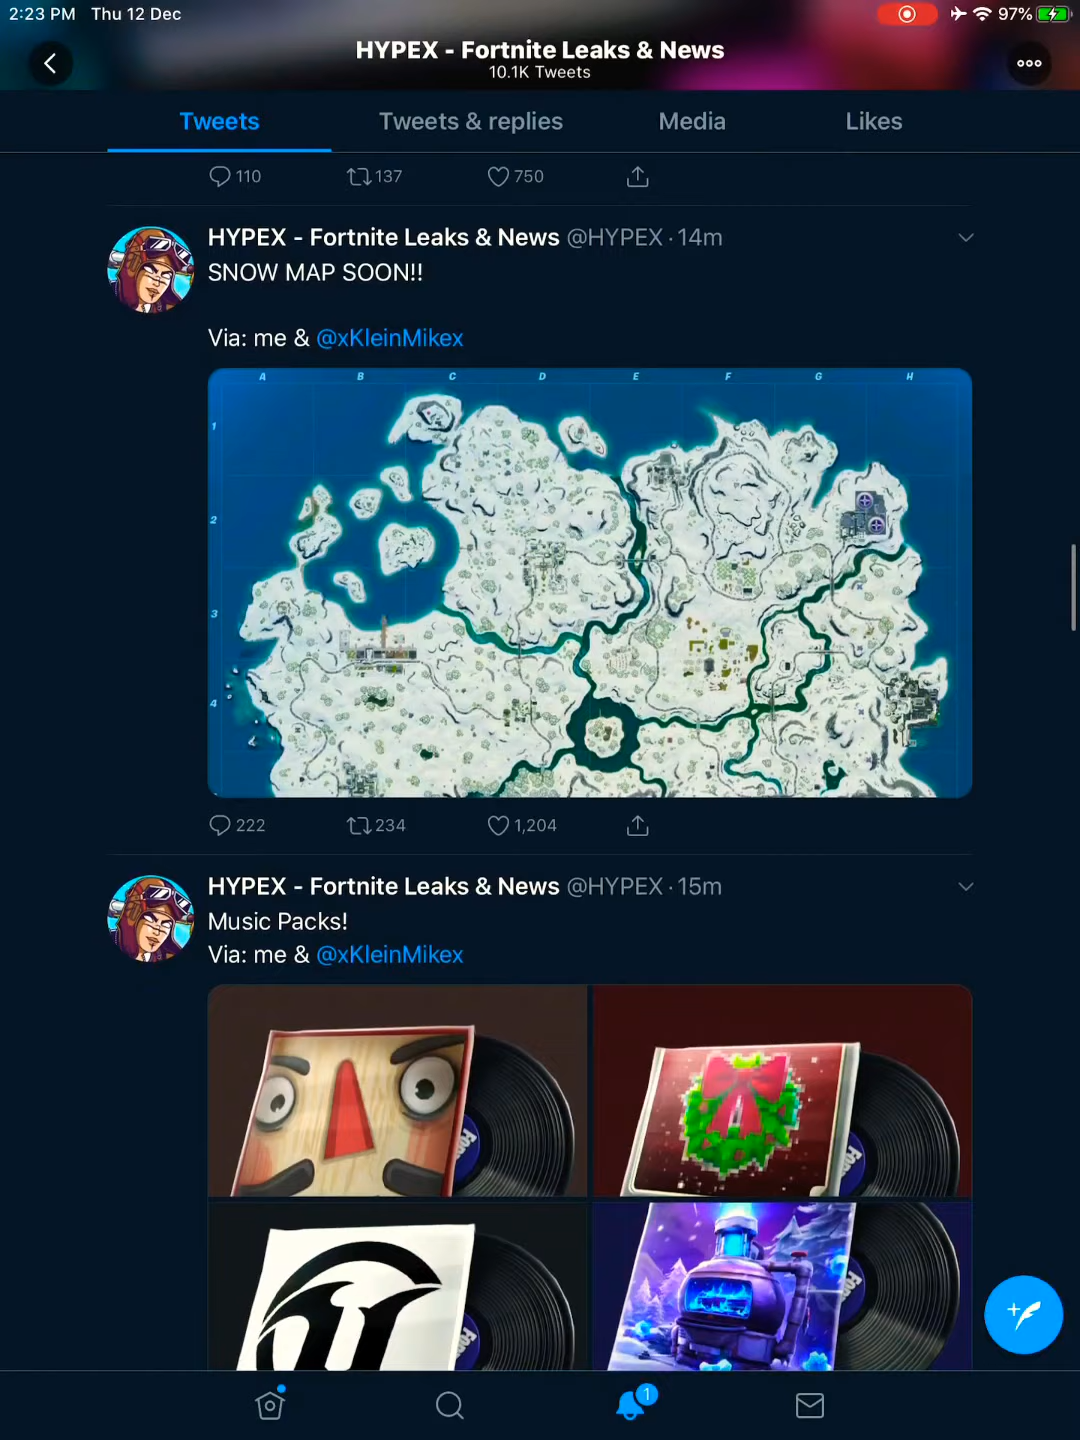 2:23 PM Thu 12 Dec
97%
HYPEX - Fortnite Leaks & News
10.1K Tweets
Tweets
Tweets & replies
Media
Likes
110
137
750
HYPEX - Fortnite Leaks & News @HYPEX · 14m
SNOW MAP SOON!!
Via: me & @xKleinMikex
A B C D E F G H
1
2
3
4
222
234
1,204
HYPEX - Fortnite Leaks & News @HYPEX · 15m
Music Packs!
Via: me & @xKleinMikex
1